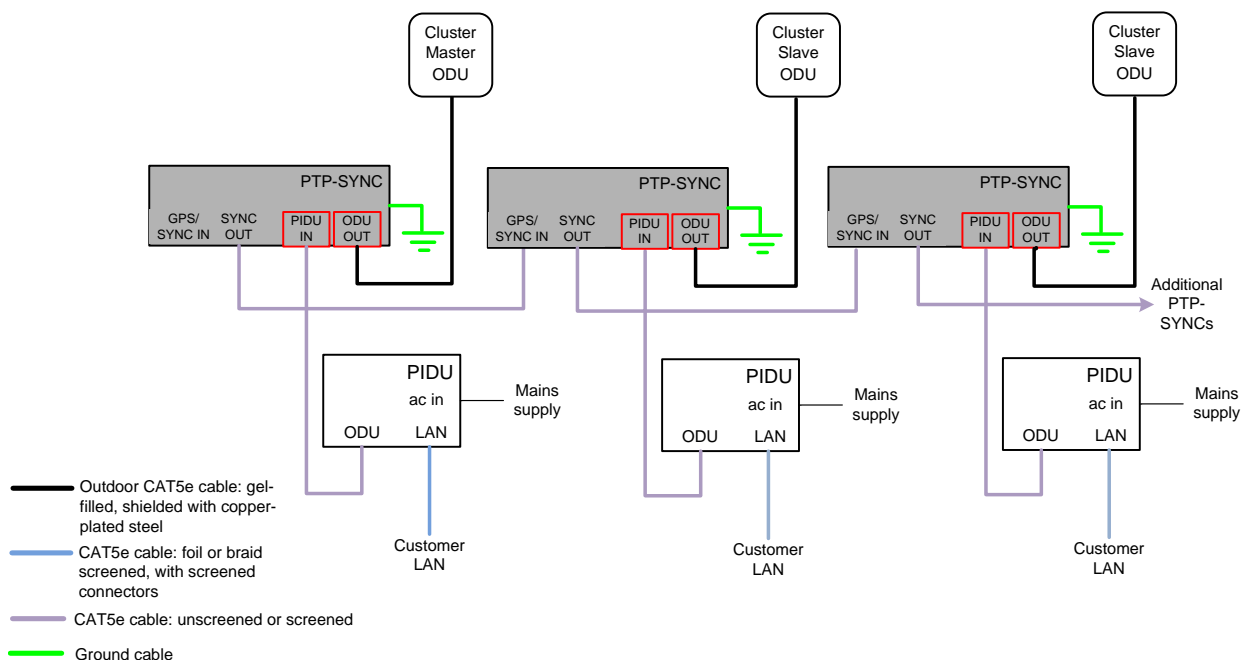 Cluster
Master
ODU
Cluster
Slave
ODU
Cluster
Slave
ODU
PTP-SYNC
GPS/
SYNC IN
SYNC
OUT
PIDU
IN
ODU
OUT
PTP-SYNC
GPS/
SYNC IN
SYNC
OUT
PIDU
IN
ODU
OUT
PTP-SYNC
GPS/
SYNC IN
SYNC
OUT
PIDU
IN
ODU
OUT
Additional
PTP-
SYNCs
PIDU
ac in
ODU
LAN
Mains
supply
Customer
LAN
PIDU
ac in
ODU
LAN
Mains
supply
Customer
LAN
PIDU
ac in
ODU
LAN
Mains
supply
Customer
LAN
Outdoor CAT5e cable: gel-
filled, shielded with copper-
plated steel
CAT5e cable: foil or braid
screened, with screened
connectors
CAT5e cable: unscreened or screened
Ground cable